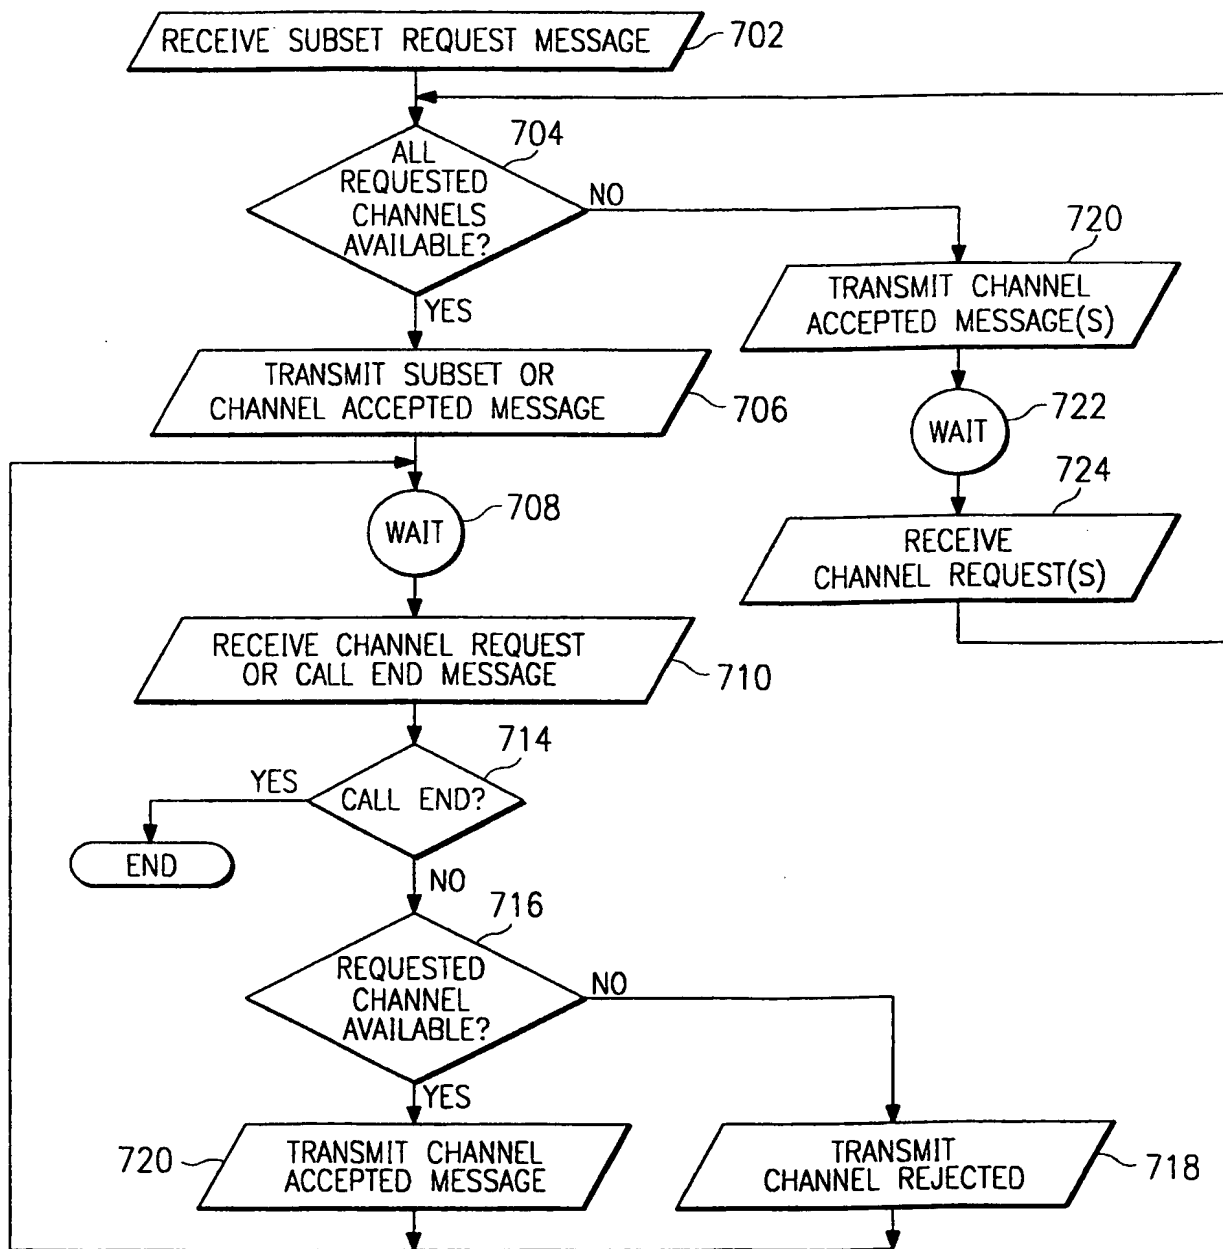 RECEIVE SUBSET REQUEST MESSAGE
702
704
ALL
REQUESTED
CHANNELS
AVAILABLE?
NO
YES
720
TRANSMIT CHANNEL
ACCEPTED MESSAGE(S)
TRANSMIT SUBSET OR
CHANNEL ACCEPTED MESSAGE
706
WAIT
722
WAIT
708
724
RECEIVE
CHANNEL REQUEST(S)
RECEIVE CHANNEL REQUEST
OR CALL END MESSAGE
710
714
CALL END?
YES
END
NO
716
REQUESTED
CHANNEL
AVAILABLE?
NO
YES
720
TRANSMIT CHANNEL
ACCEPTED MESSAGE
TRANSMIT
CHANNEL REJECTED
718